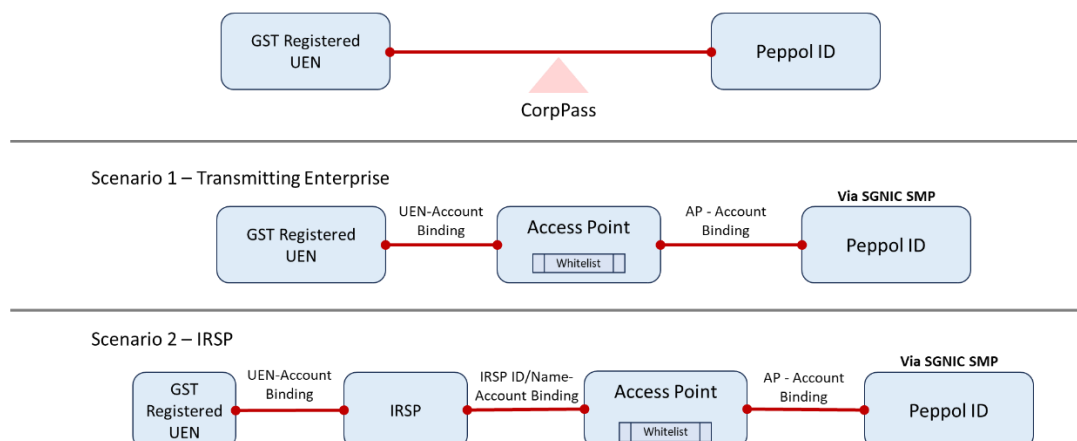 GST Registered
UEN
Peppol ID
CorpPass
Scenario 1 – Transmitting Enterprise
Via SGNIC SMP
GST Registered
UEN
UEN-Account
Binding
Access Point
Whitelist
AP - Account
Binding
Peppol ID
Scenario 2 – IRSP
Via SGNIC SMP
GST
Registered
UEN
UEN-Account
Binding
IRSP
IRSP ID/Name-
Account Binding
Access Point
Whitelist
AP - Account
Binding
Peppol ID